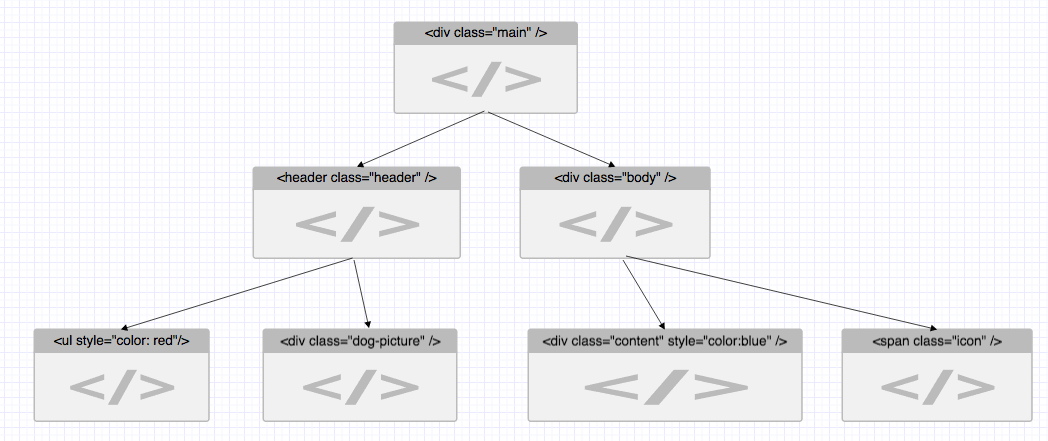 <div class="main" />
</>
<header class="header" />
<div class="body" />
</>
</>
<ul style="color: red"/>
<div class="dog-picture" />
<div class="content" style="color:blue" />
<span class="icon" />
</>
</>
</>
</>